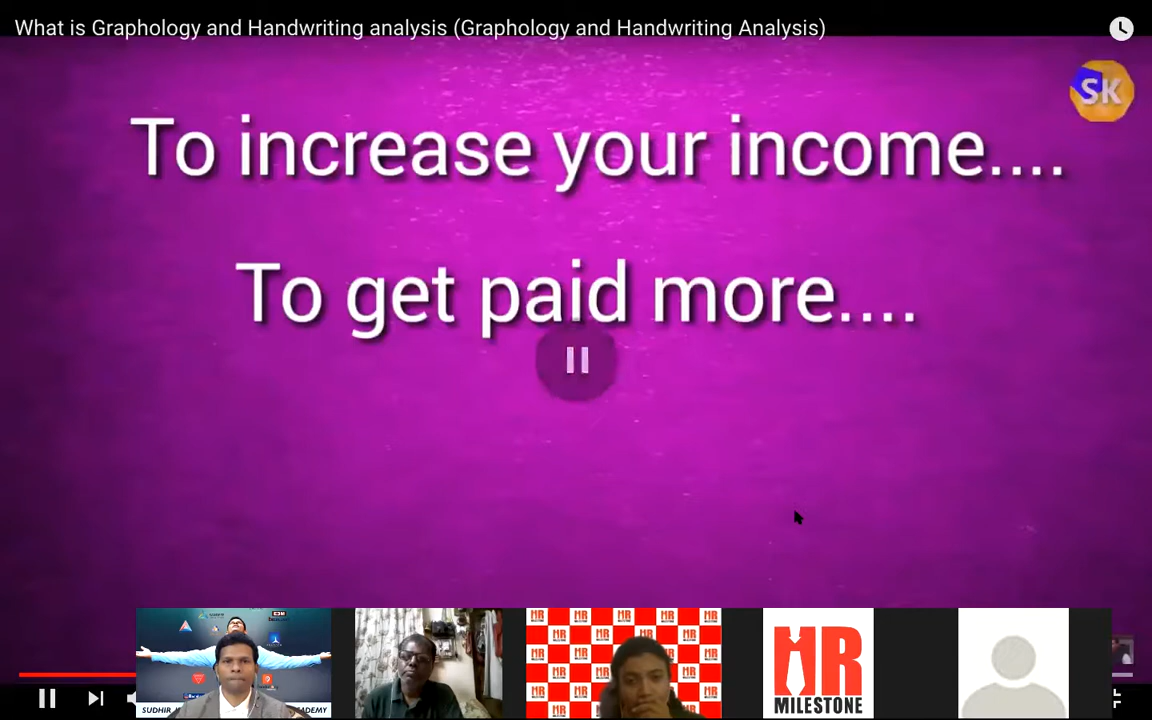 What is Graphology and Handwriting analysis (Graphology and Handwriting Analysis)
SK
To increase your income....
To get paid more....
MR
MILESTONE